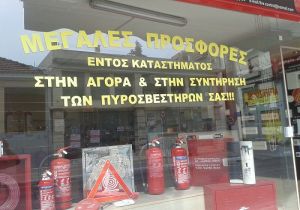 ΜΕΓΑΛΕΣ ΠΡΟΣΦΟΡΕΣ
ΕΝΤΟΣ ΚΑΤΑΣΤΗΜΑΤΟΣ
ΣΤΗΝ ΑΓΟΡΑ & ΣΤΗΝ ΣΥΝΤΗΡΗΣΗ
ΤΩΝ ΠΥΡΟΣΒΕΣΤΗΡΩΝ ΣΑΣ!!!